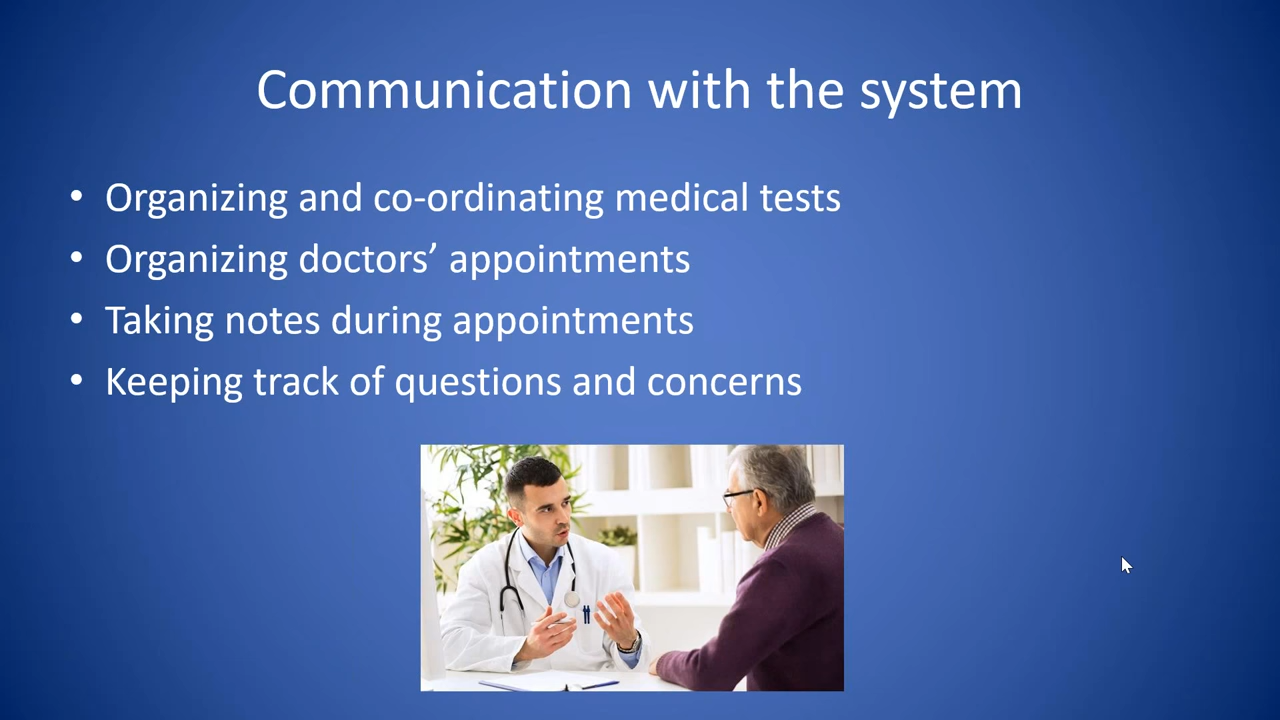 Communication with the system
• Organizing and co-ordinating medical tests
• Organizing doctors’ appointments
• Taking notes during appointments
• Keeping track of questions and concerns